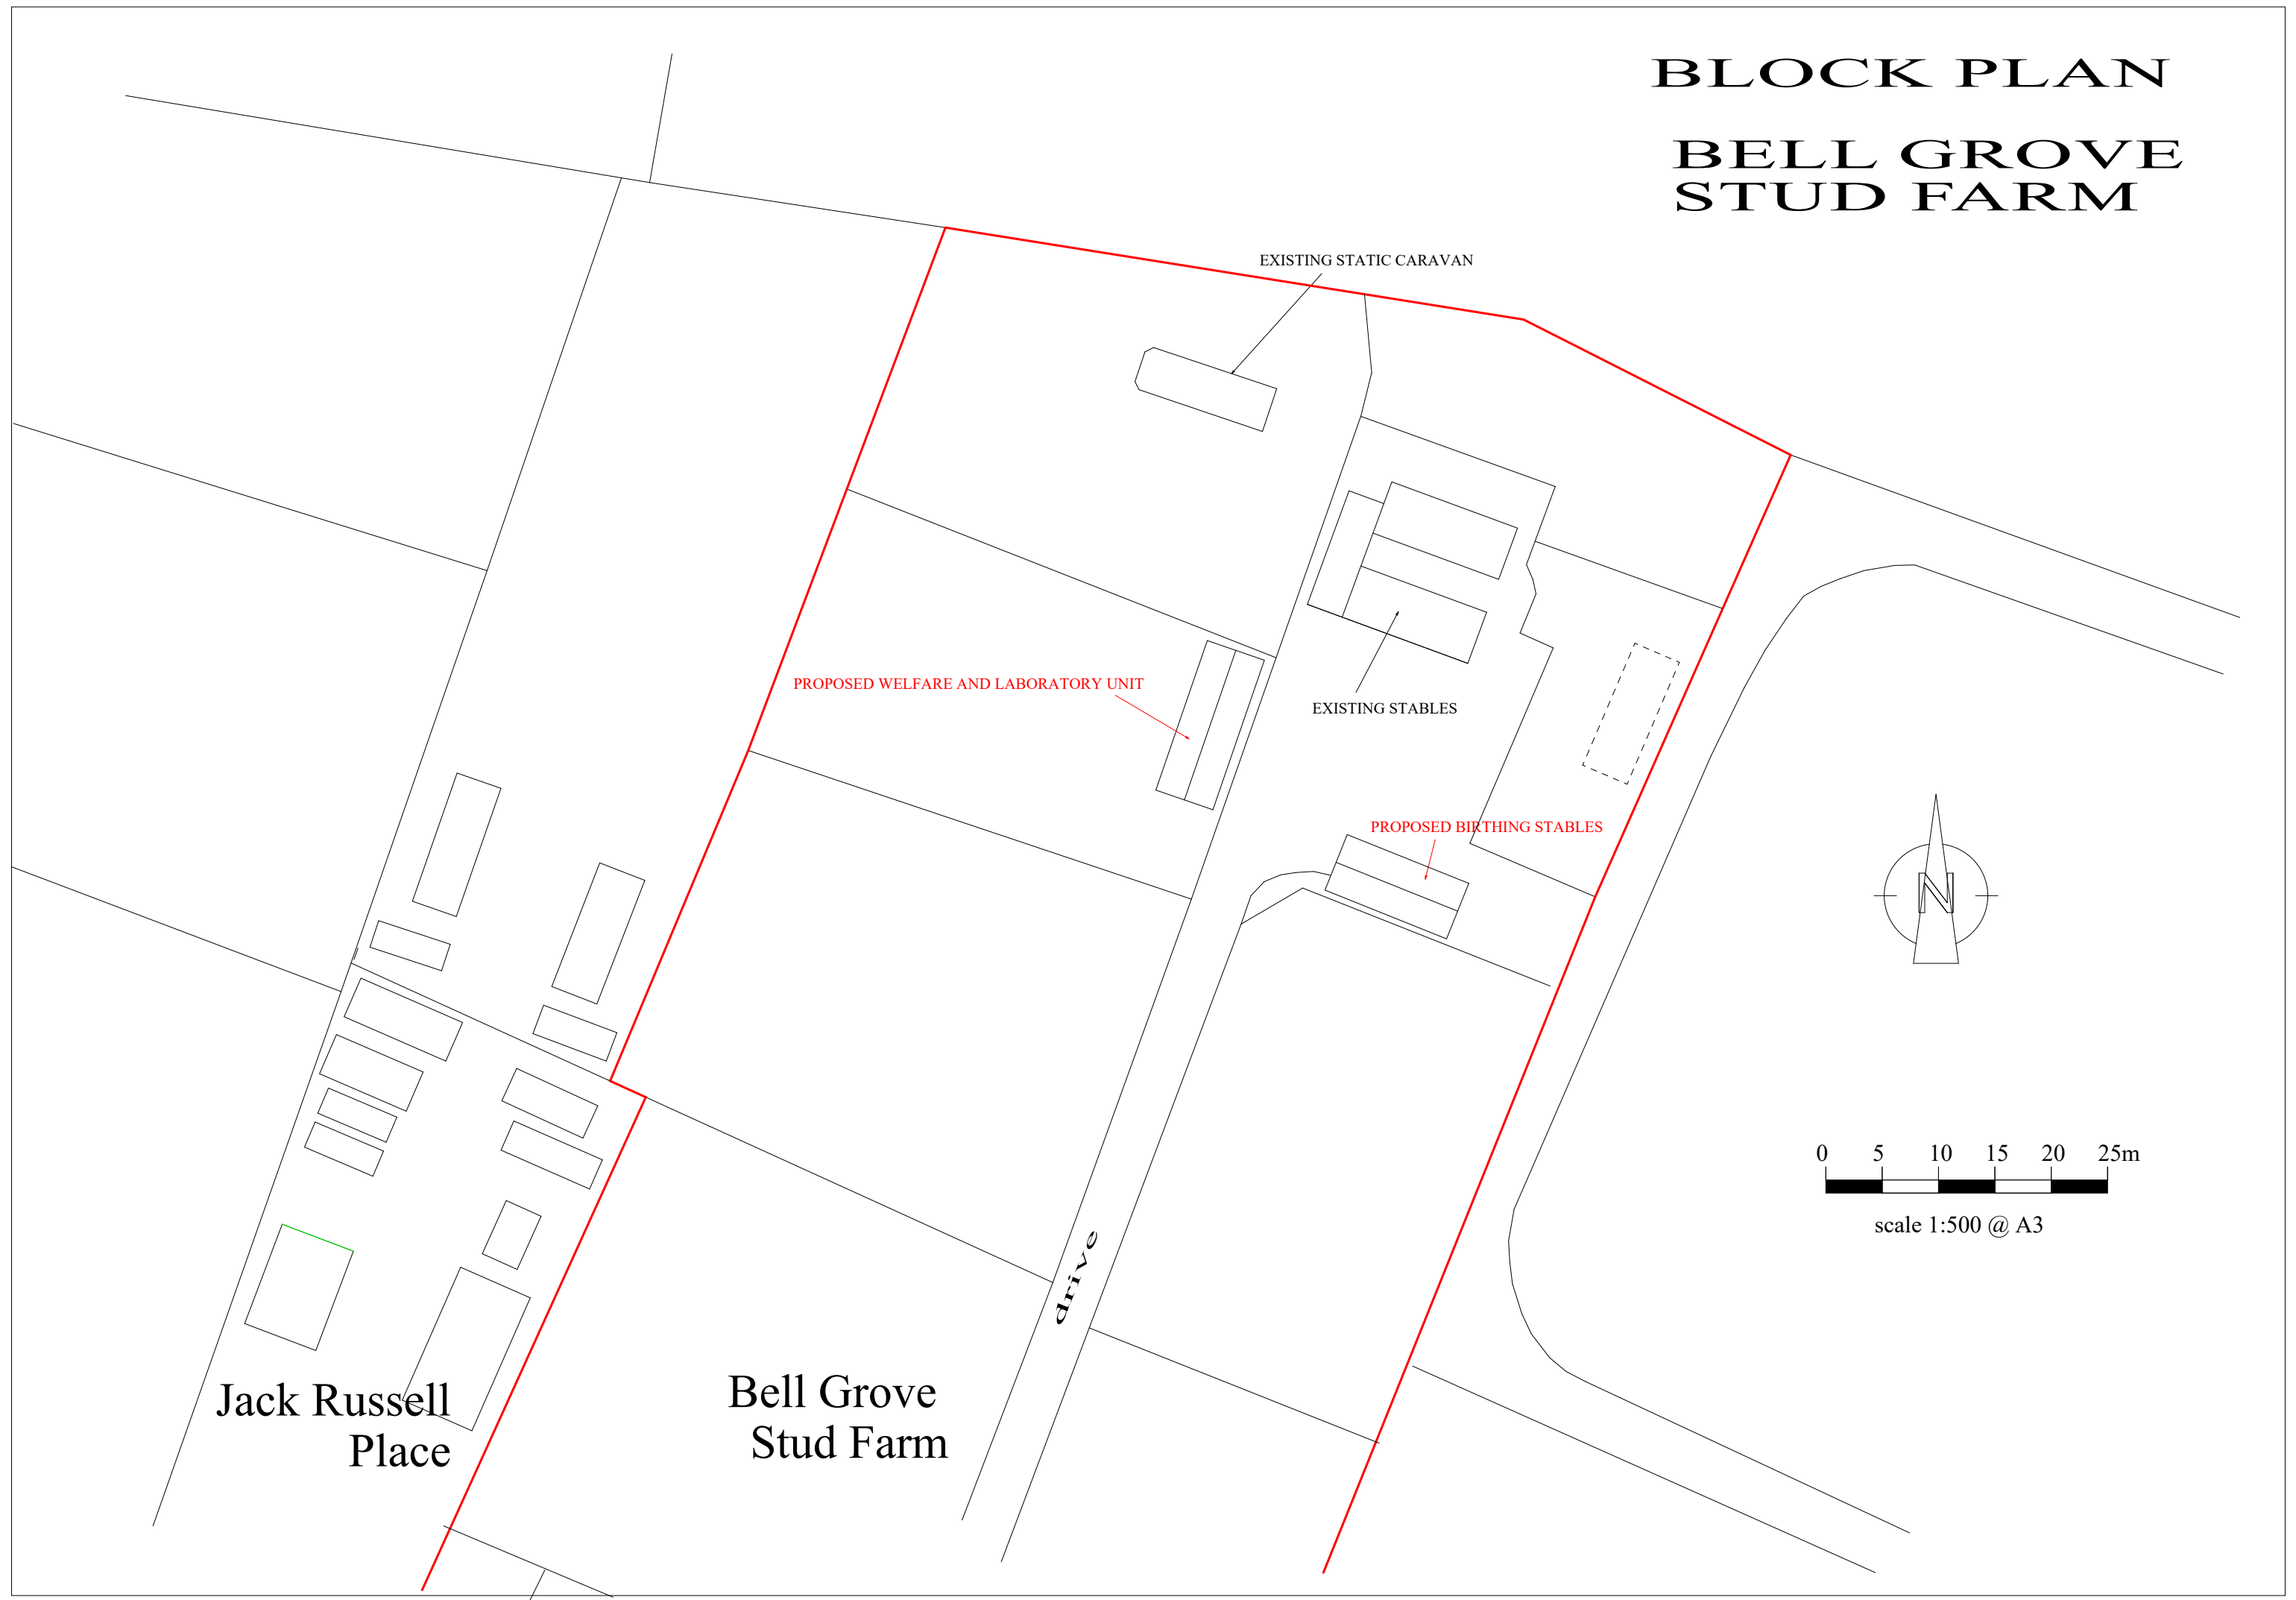 BLOCK PLAN
BELL GROVE
STUD FARM
EXISTING STATIC CARAVAN
PROPOSED WELFARE AND LABORATORY UNIT
EXISTING STABLES
PROPOSED BIRTHING STABLES
N
0 5 10 15 20 25m
scale 1:500 @ A3
drive
Jack Russell
Place
Bell Grove
Stud Farm